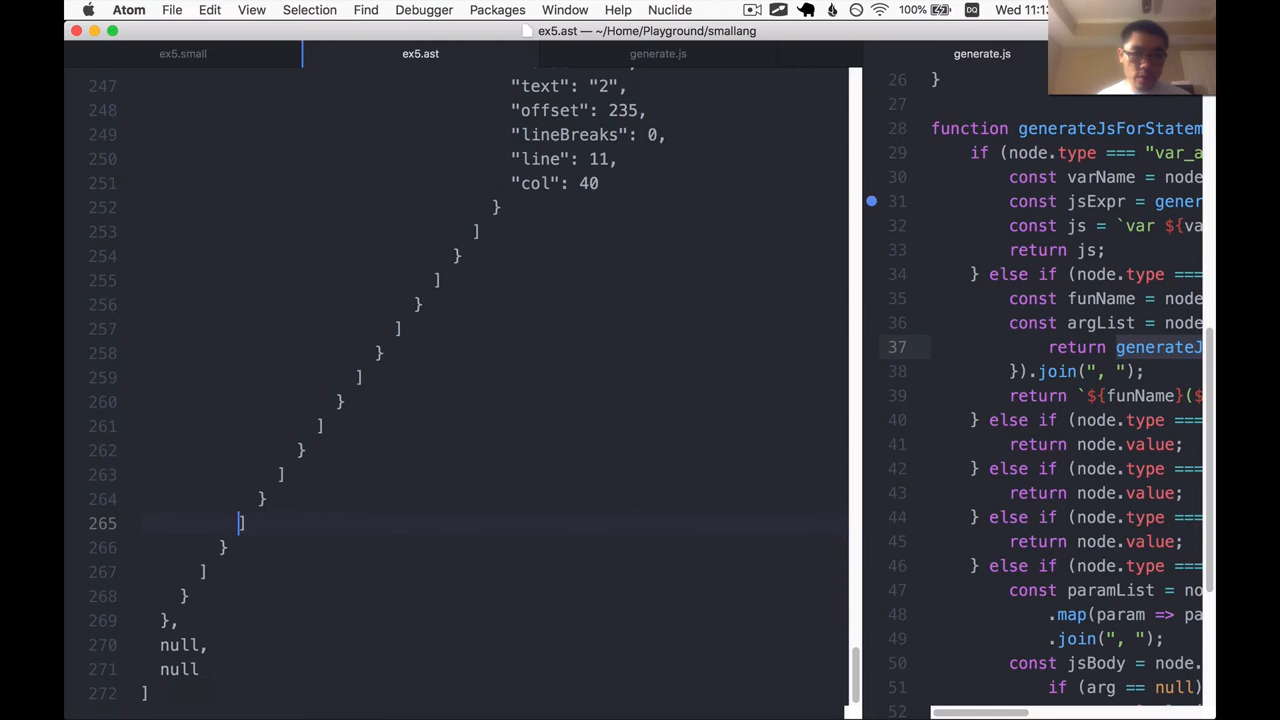 Atom File Edit View Selection Find Debugger Packages Window Help Nuclide 100% DQ Wed 11:13
ex5.ast — ~/Home/Playground/smallang
ex5.small ex5.ast generate.js generate.js
247 "text": "2",
248 "offset": 235,
249 "lineBreaks": 0,
250 "line": 11,
251 "col": 40
252 }
253 ]
254 }
255 ]
256 }
257 ]
258 }
259 ]
260 }
261 ]
262 }
263 ]
264 }
265 ]
266 }
267 ]
268 }
269 },
270 null,
271 null
272 ]
26 }
27
28 function generateJsForStatem
29 if (node.type === "var_a
30 const varName = node
31 const jsExpr = gener
32 const js = `var ${va
33 return js;
34 } else if (node.type ===
35 const funName = node
36 const argList = node
37 return generateJ
38 }).join(", ");
39 return `${funName}($
40 } else if (node.type ===
41 return node.value;
42 } else if (node.type ===
43 return node.value;
44 } else if (node.type ===
45 return node.value;
46 } else if (node.type ===
47 const paramList = no
48 .map(param => pa
49 .join(", ");
50 const jsBody = node.
51 if (arg == null)
52